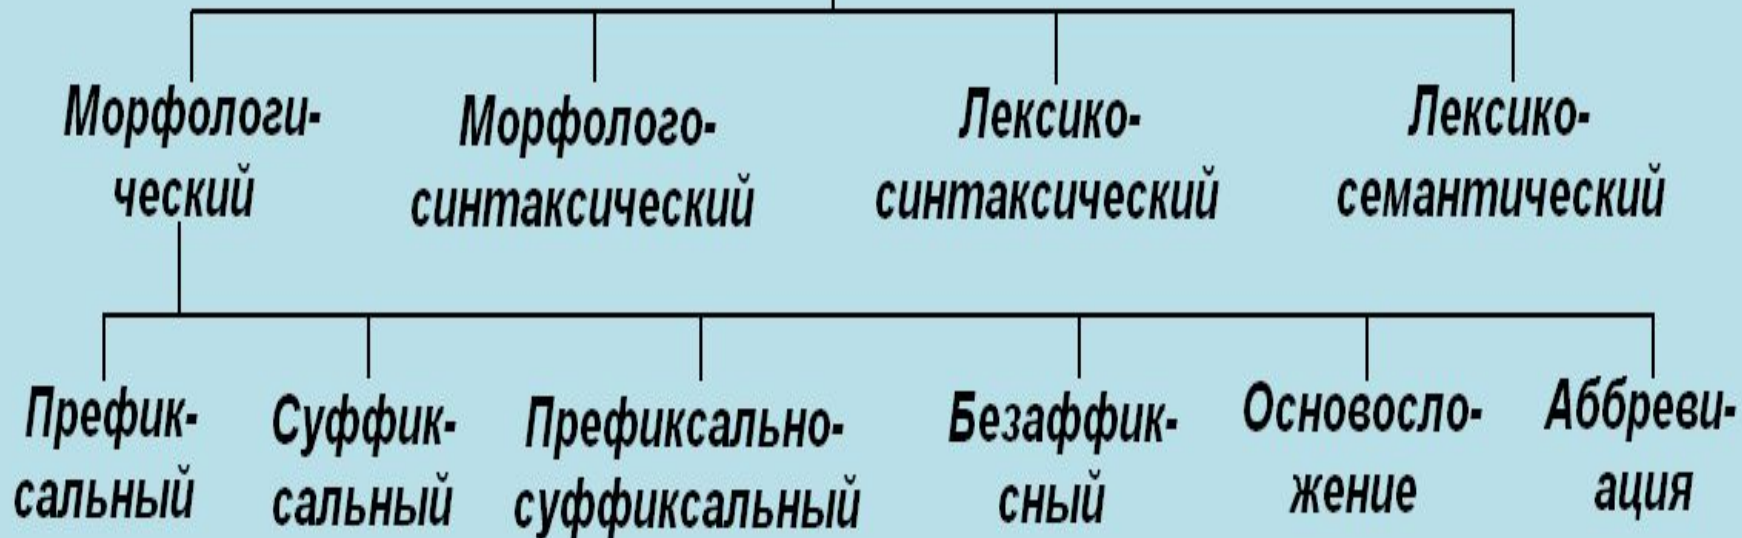 Морфологи-
ческий
Морфолого-
синтаксический
Лексико-
синтаксический
Лексико-
семантический
Префик-
сальный
Суффик-
сальный
Префиксально-
суффиксальный
Безаффик-
сный
Основосло-
жение
Аббреви-
ация